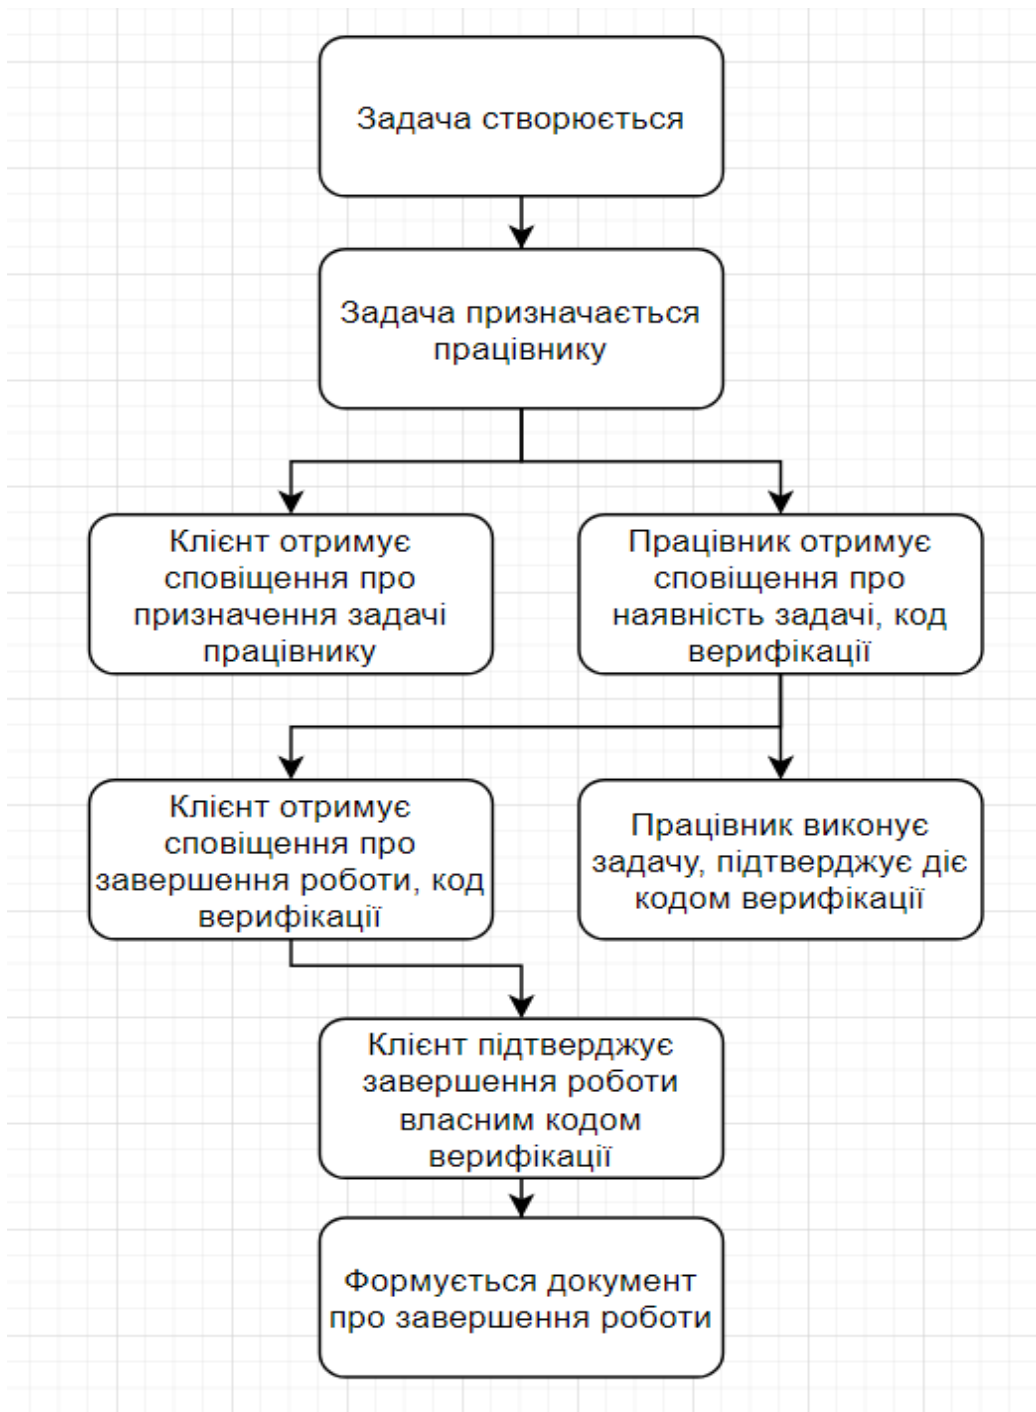 Задача створюється
Задача призначається
працівнику
Клієнт отримує
сповіщення про
призначення задачі
працівнику
Працівник отримує
сповіщення про
наявність задачі, код
верифікації
Клієнт отримує
сповіщення про
завершення роботи, код
верифікації
Працівник виконує
задачу, підтверджує діє
кодом верифікації
Клієнт підтверджує
завершення роботи
власним кодом
верифікації
Формується документ
про завершення роботи